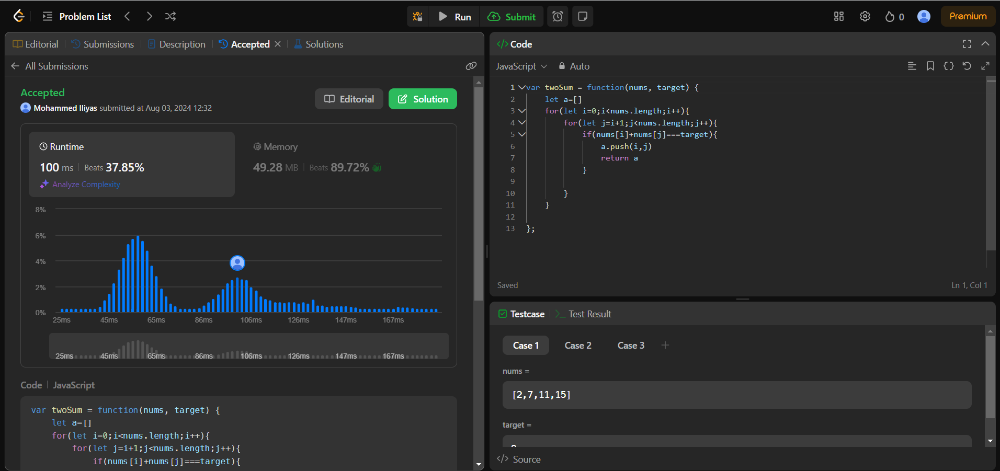 Problem List
Run
Submit
0
Premium
Editorial
Submissions
Description
Accepted
Solutions
All Submissions
Accepted
Mohammed Iliyas submitted at Aug 03, 2024 12:32
Editorial
Solution
Runtime
100 ms
Beats 37.85%
Analyze Complexity
Memory
49.28 MB
Beats 89.72%
8%
6%
4%
2%
0%
25ms 45ms 65ms 86ms 106ms 126ms 147ms 167ms
25ms 45ms 65ms 86ms 106ms 126ms 147ms 167ms
Code
JavaScript
var twoSum = function(nums, target) {
let a=[]
for(let i=0;i<nums.length;i++){
for(let j=i+1;j<nums.length;j++){
if(nums[i]+nums[j]===target){
</> Code
JavaScript
Auto
1 var twoSum = function(nums, target) {
2 let a=[]
3 for(let i=0;i<nums.length;i++){
4 for(let j=i+1;j<nums.length;j++){
5 if(nums[i]+nums[j]===target){
6 a.push(i,j)
7 return a
8 }
9
10 }
11 }
12
13 };
Saved
Ln 1, Col 1
Testcase
Test Result
Case 1
Case 2
Case 3
nums =
[2,7,11,15]
target =
</> Source